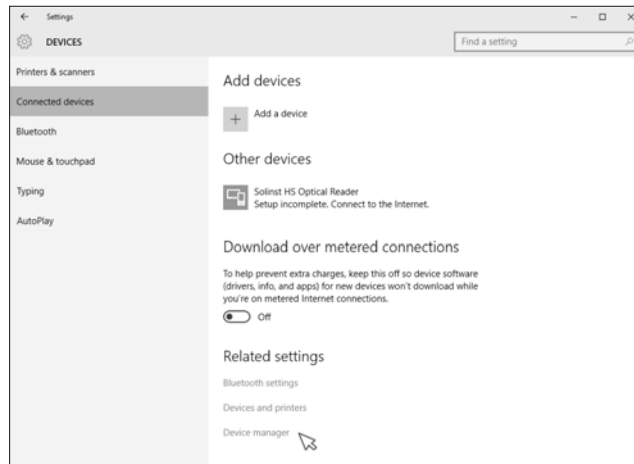 Settings
DEVICES
Find a setting
Printers & scanners
Connected devices
Bluetooth
Mouse & touchpad
Typing
AutoPlay
Add devices
Add a device
Other devices
Solinst HS Optical Reader
Setup incomplete. Connect to the Internet.
Download over metered connections
To help prevent extra charges, keep this off so device software
(drivers, info, and apps) for new devices won't download while
you're on metered Internet connections.
Off
Related settings
Bluetooth settings
Devices and printers
Device manager